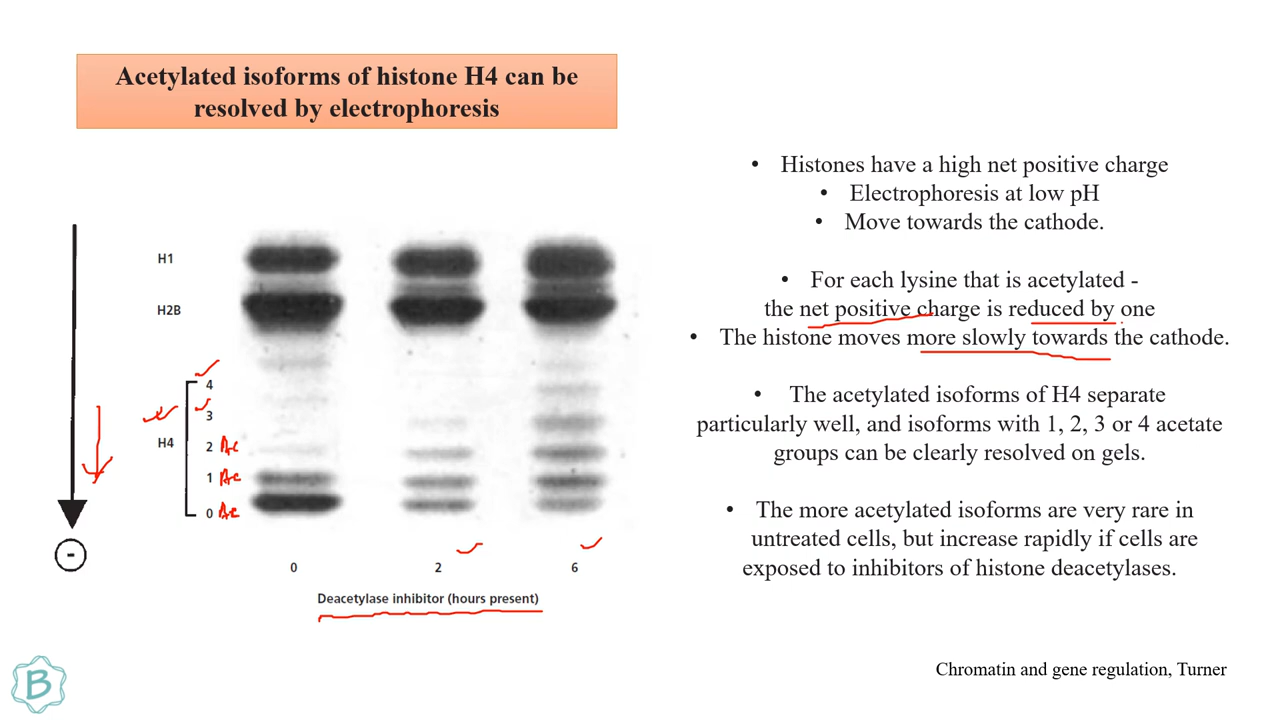 Acetylated isoforms of histone H4 can be
resolved by electrophoresis
• Histones have a high net positive charge
• Electrophoresis at low pH
• Move towards the cathode.
• For each lysine that is acetylated -
the net positive charge is reduced by one
• The histone moves more slowly towards the cathode.
• The acetylated isoforms of H4 separate
particularly well, and isoforms with 1, 2, 3 or 4 acetate
groups can be clearly resolved on gels.
• The more acetylated isoforms are very rare in
untreated cells, but increase rapidly if cells are
exposed to inhibitors of histone deacetylases.
H1
H2B
4
3
H4
2 Ac
1 Ac
0 Ac
-
0 2 6
Deacetylase inhibitor (hours present)
B
Chromatin and gene regulation, Turner